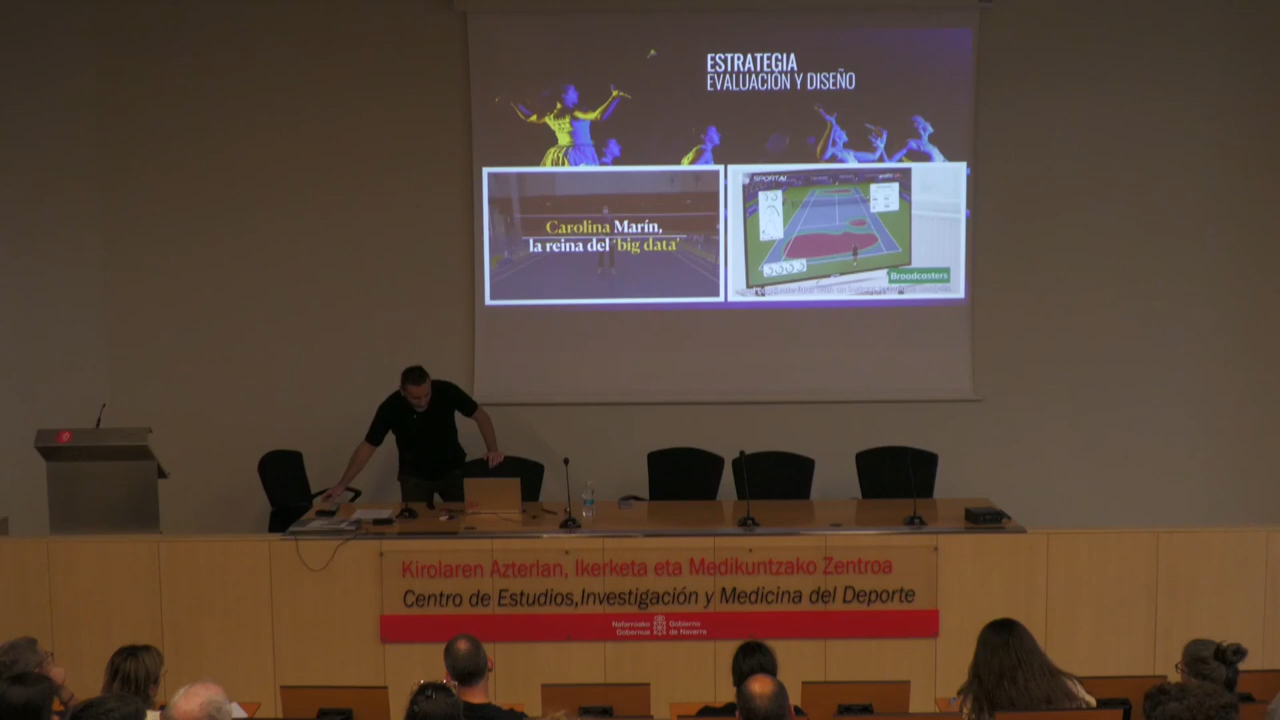 ESTRATEGIA
EVALUACIÓN Y DISEÑO
Carolina Marín,
la reina del 'big data'
SPORTAI
Broadcasters
Kirolaren Azterlan, Ikerketa eta Medikuntzako Zentroa
Centro de Estudios,Investigación y Medicina del Deporte
Nafarroako Gobernua
Gobierno de Navarra